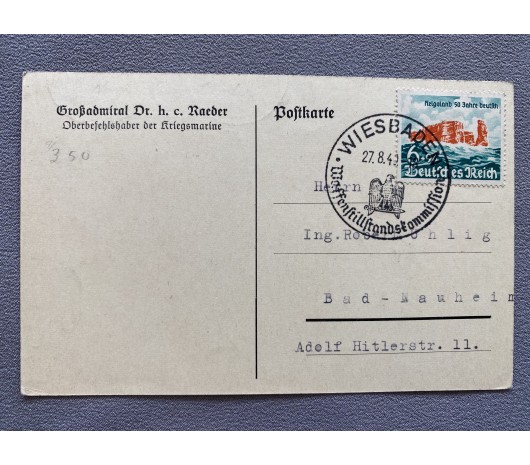 Großadmiral Dr. h. c. Raeder
Oberbefehlshaber der Kriegsmarine
3 50
Postkarte
Helgoland 50 Jahre deutsch
6
Deutsches Reich
WIESBADEN
27.8.40
Waffenstillstandskommission
Herrn
Ing.
Bad-Nauheim
Adolf Hitlerstr. 11.